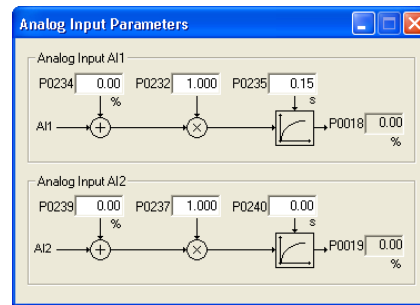 Analog Input Parameters
Analog Input AI1
P0234 0.00 P0232 1.000 P0235 0.15
% s
AI1 + × P0018 0.00
%
Analog Input AI2
P0239 0.00 P0237 1.000 P0240 0.00
% s
AI2 + × P0019 0.00
%